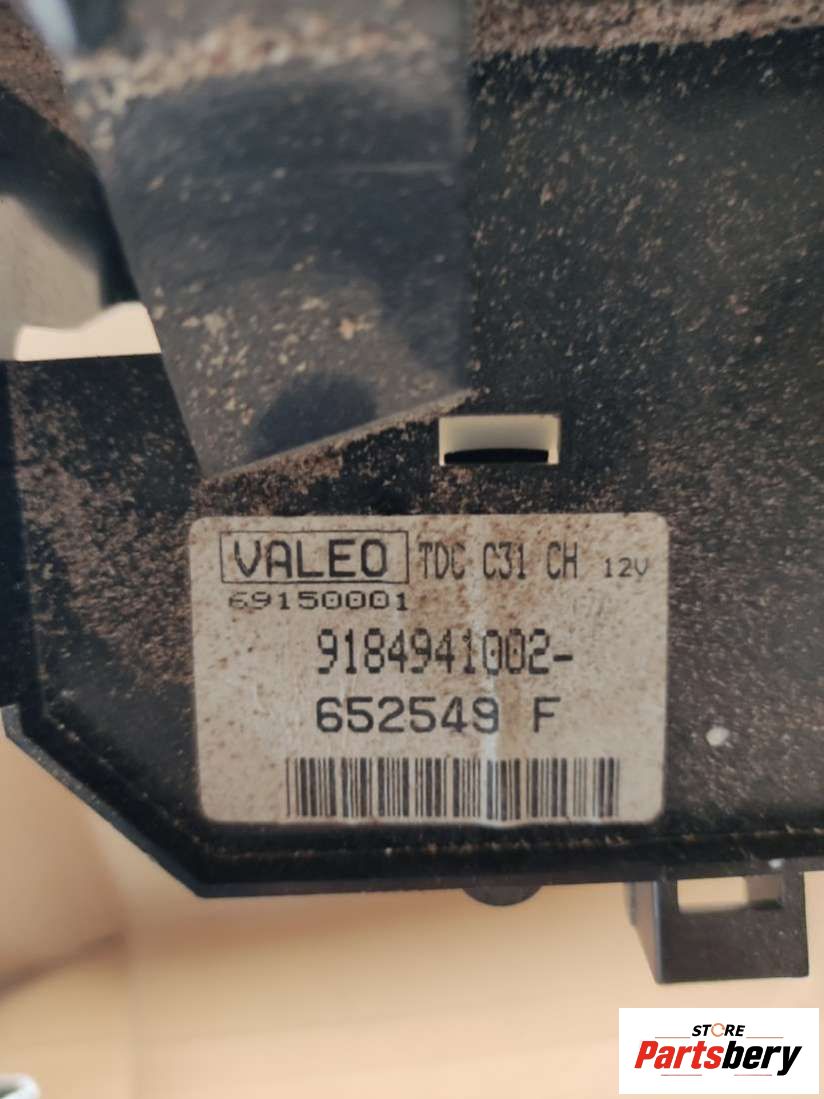 VALEO TDC C31 CH 12V
69150001
9184941002-
652549 F
STORE
Partsbery